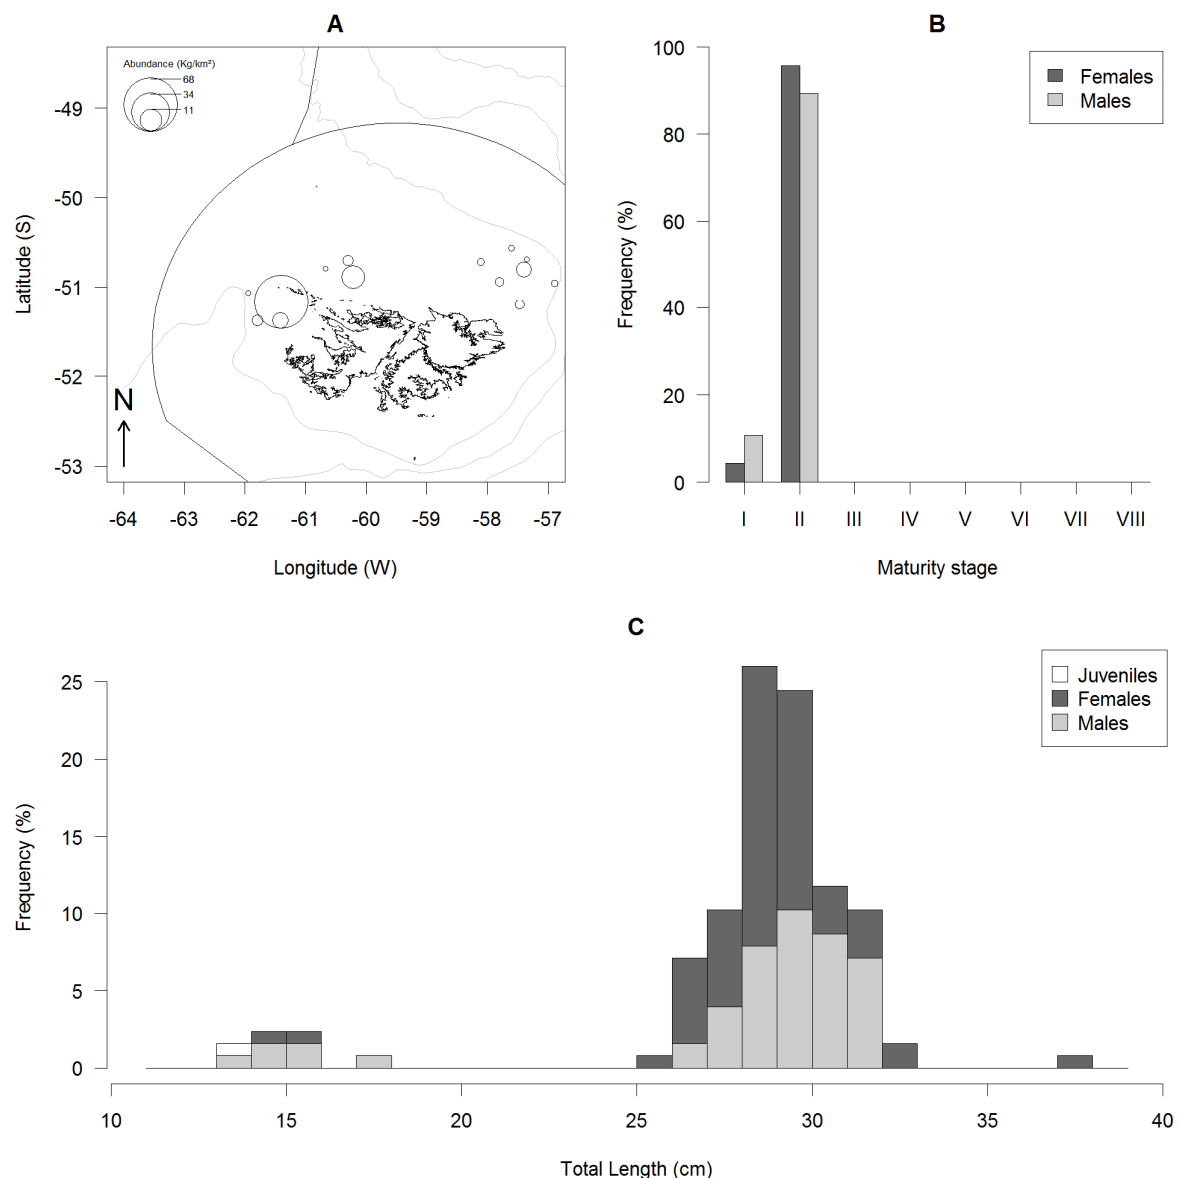 A
Abundance (Kg/km²)
68
34
11
-49
-50
-51
-52
-53
Latitude (S)
N
-64 -63 -62 -61 -60 -59 -58 -57
Longitude (W)
B
Females
Males
100
80
60
40
20
0
Frequency (%)
I II III IV V VI VII VIII
Maturity stage
C
Juveniles
Females
Males
25
20
15
10
5
0
Frequency (%)
10 15 20 25 30 35 40
Total Length (cm)